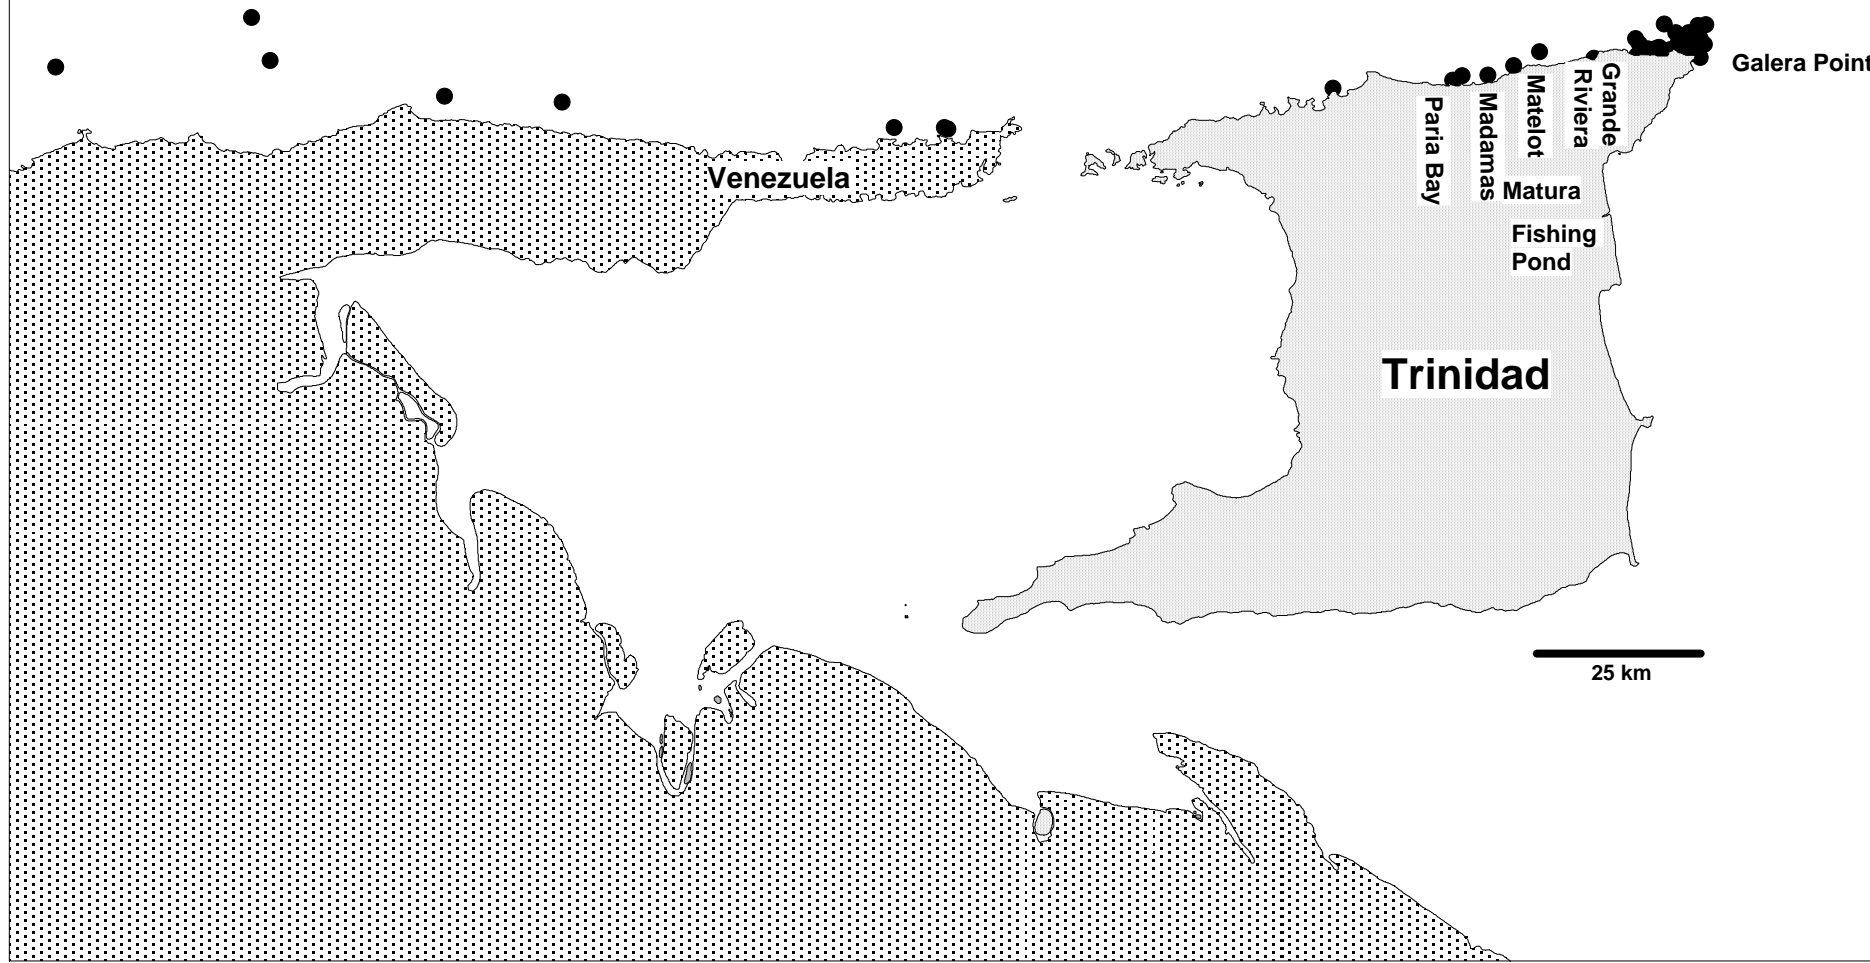 Galera Point
Grande
Riviera
Matelot
Madamas
Paria Bay
Venezuela
Matura
Fishing
Pond
Trinidad
25 km